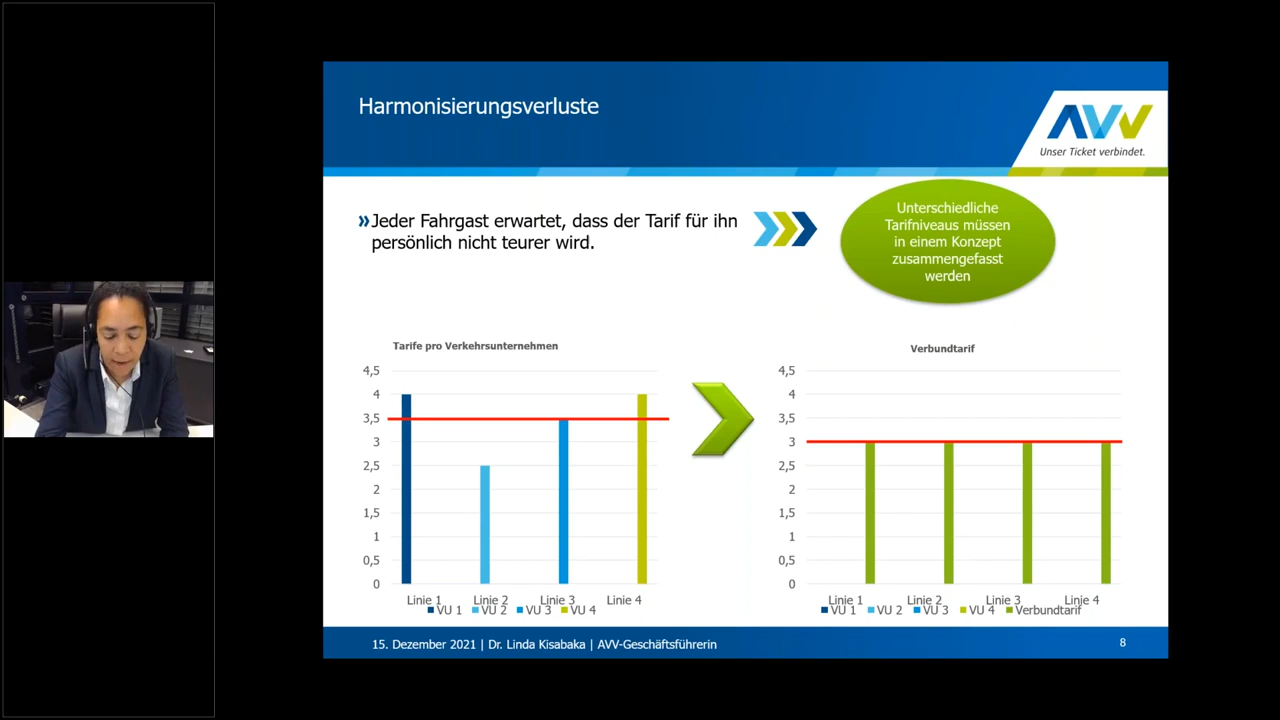 Harmonisierungsverluste
AVV
Unser Ticket verbindet.
»Jeder Fahrgast erwartet, dass der Tarif für ihn
persönlich nicht teurer wird.
Unterschiedliche
Tarifniveaus müssen
in einem Konzept
zusammengefasst
werden
Tarife pro Verkehrsunternehmen
4,5
4
3,5
3
2,5
2
1,5
1
0,5
0
Linie 1 Linie 2 Linie 3 Linie 4
VU 1 VU 2 VU 3 VU 4
Verbundtarif
4,5
4
3,5
3
2,5
2
1,5
1
0,5
0
Linie 1 Linie 2 Linie 3 Linie 4
VU 1 VU 2 VU 3 VU 4 Verbundtarif
15. Dezember 2021 | Dr. Linda Kisabaka | AVV-Geschäftsführerin
8